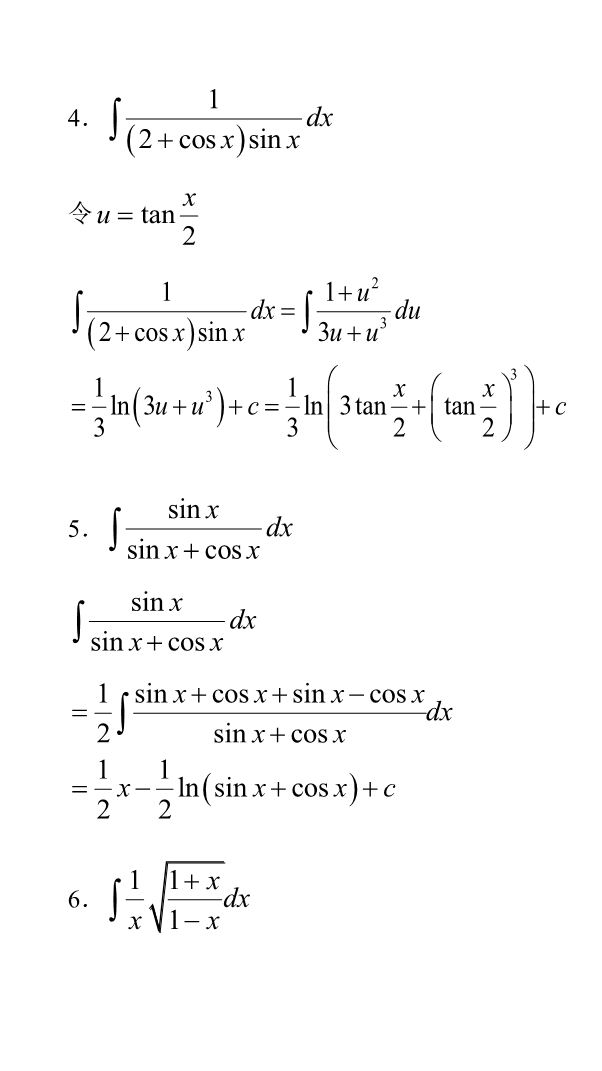 4. ∫ 1/((2 + cos x) sin x) dx
令 u = tan x/2
∫ 1/((2 + cos x) sin x) dx = ∫ (1 + u²)/(3u + u³) du
= 1/3 ln(3u + u³) + c = 1/3 ln(3 tan x/2 + (tan x/2)³) + c
5. ∫ sin x/(sin x + cos x) dx
∫ sin x/(sin x + cos x) dx
= 1/2 ∫ (sin x + cos x + sin x − cos x)/(sin x + cos x) dx
= 1/2 x − 1/2 ln(sin x + cos x) + c
6. ∫ 1/x √((1 + x)/(1 − x)) dx